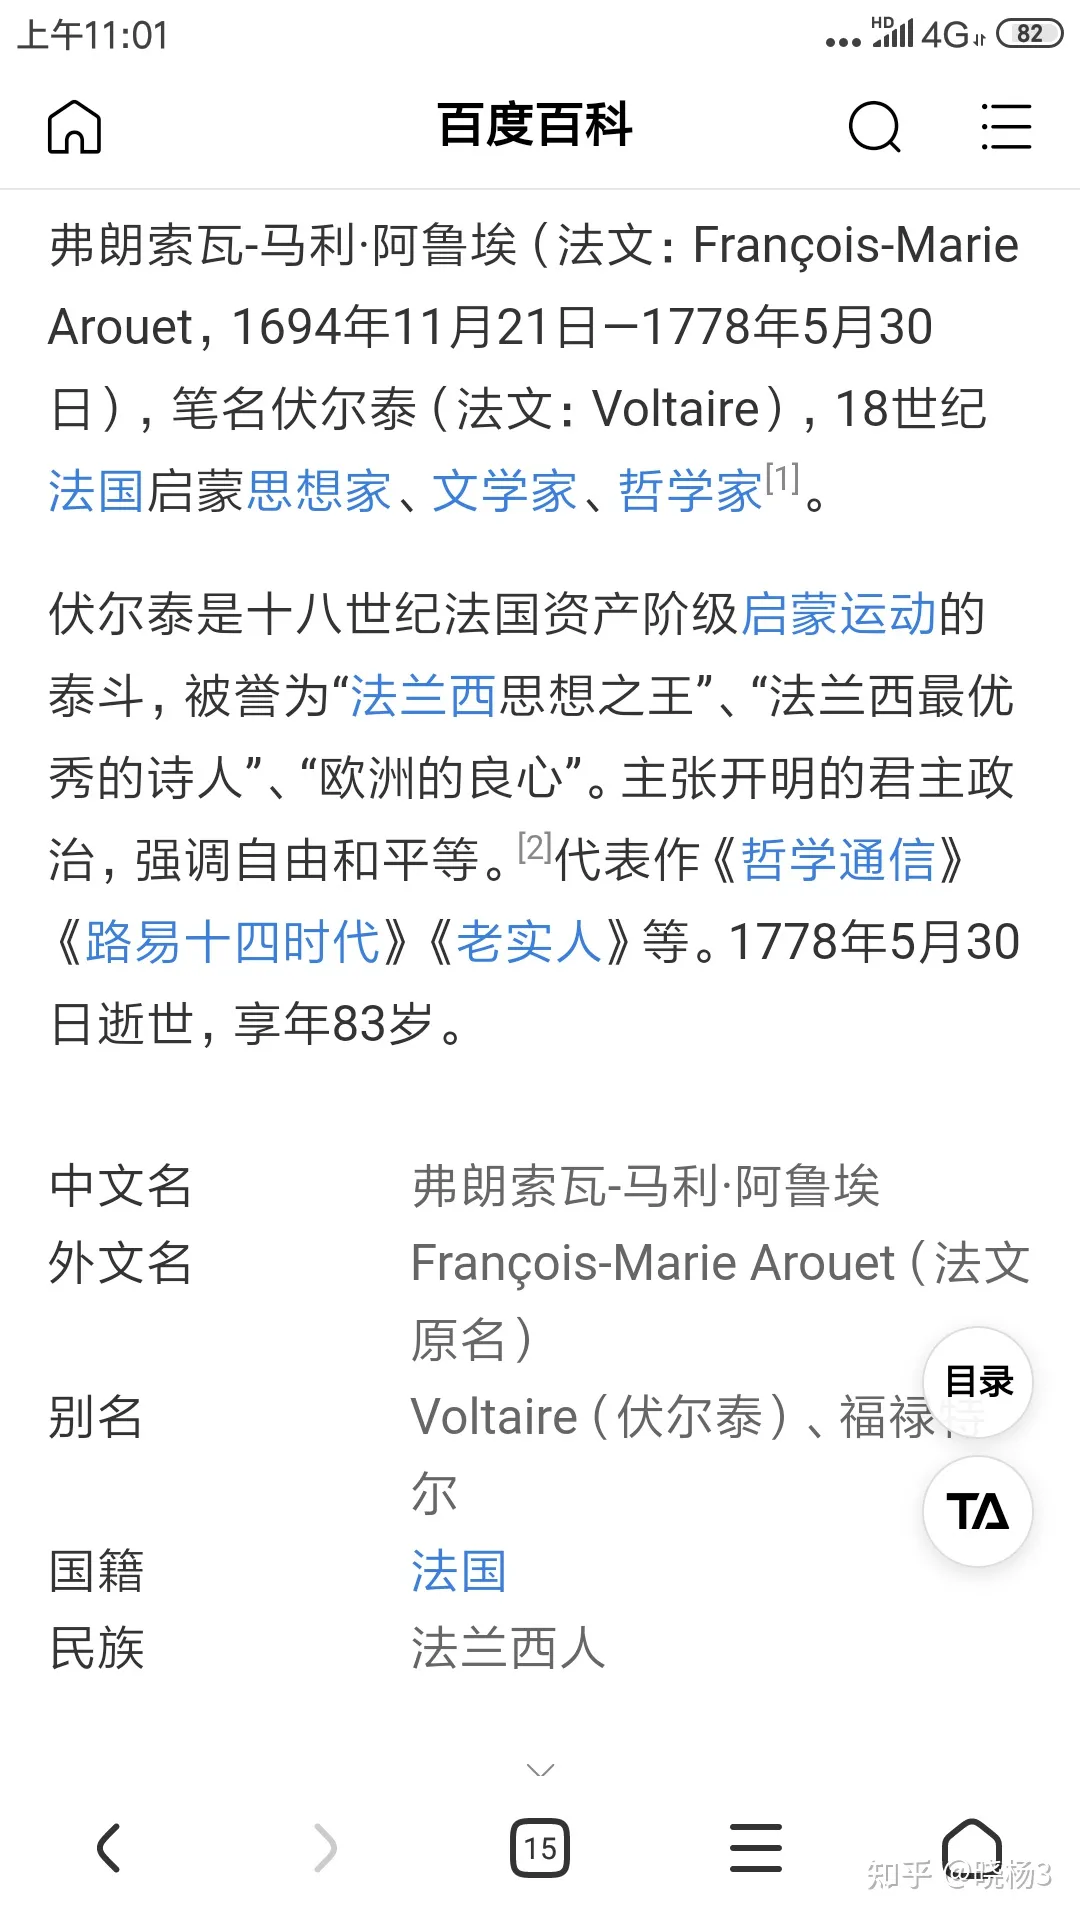 上午11:01
HD 4G 82
百度百科
弗朗索瓦-马利·阿鲁埃（法文：François-Marie
Arouet，1694年11月21日—1778年5月30
日），笔名伏尔泰（法文：Voltaire），18世纪
法国启蒙思想家、文学家、哲学家[1]。
伏尔泰是十八世纪法国资产阶级启蒙运动的
泰斗，被誉为“法兰西思想之王”、“法兰西最优
秀的诗人”、“欧洲的良心”。主张开明的君主政
治，强调自由和平等。[2]代表作《哲学通信》
《路易十四时代》《老实人》等。1778年5月30
日逝世，享年83岁。
中文名 弗朗索瓦-马利·阿鲁埃
外文名 François-Marie Arouet（法文
原名）
目录
别名 Voltaire（伏尔泰）、福禄特
尔
TA
国籍 法国
民族 法兰西人
15
知乎 @晓杨3